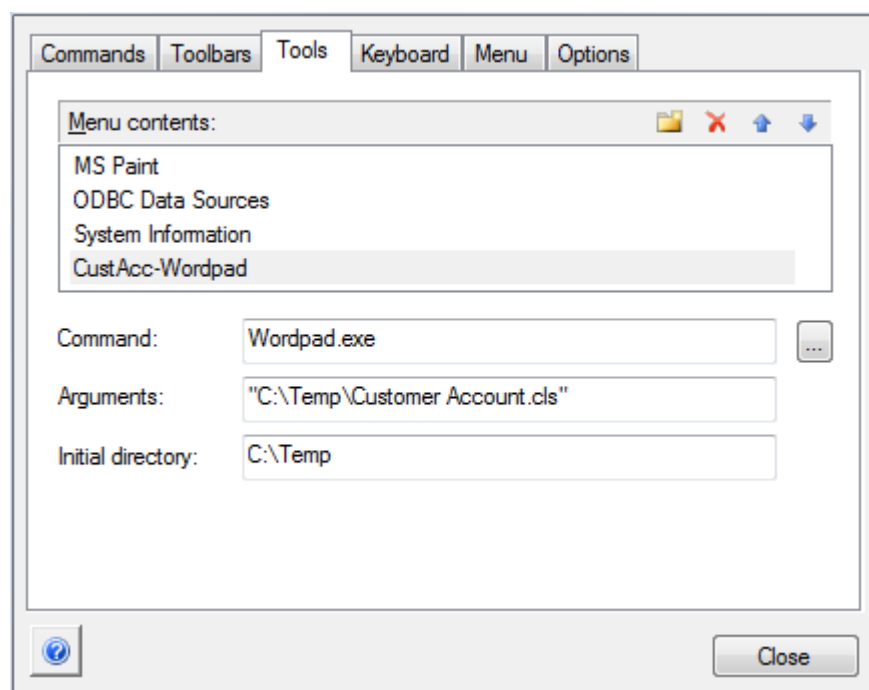 Commands Toolbars Tools Keyboard Menu Options
Menu contents:
MS Paint
ODBC Data Sources
System Information
CustAcc-Wordpad
Command: Wordpad.exe ...
Arguments: "C:\Temp\Customer Account.cls"
Initial directory: C:\Temp
?
Close